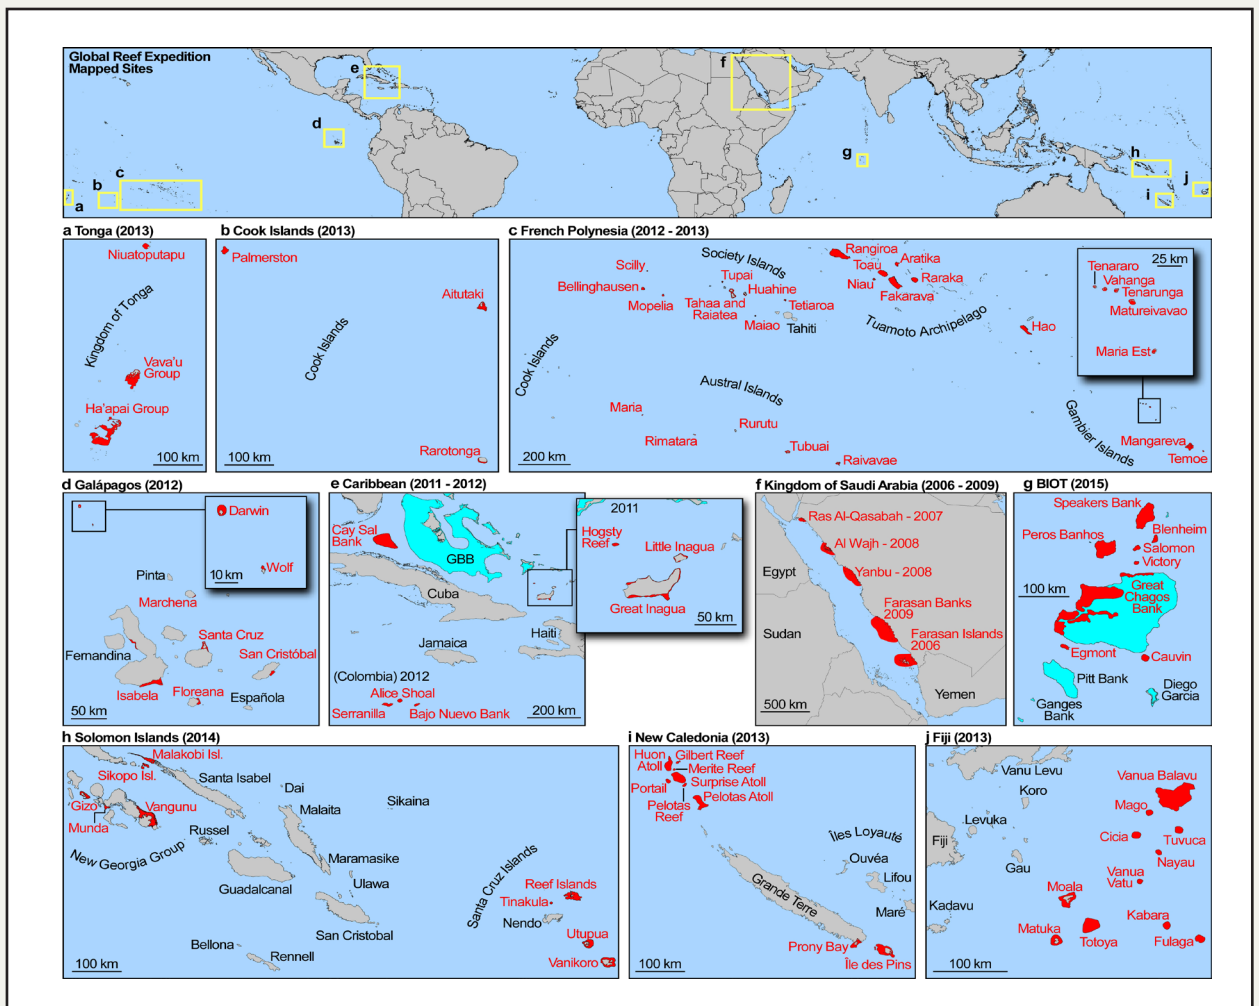 Global Reef Expedition
Mapped Sites
a
b
c
d
e
f
g
h
i
j
a Tonga (2013)
Niuatoputapu
Kingdom of Tonga
Vava'u
Group
Ha'apai Group
100 km
b Cook Islands (2013)
Palmerston
Aitutaki
Cook Islands
Rarotonga
100 km
c French Polynesia (2012 - 2013)
Society Islands
Scilly
Bellinghausen
Mopelia
Tupai
Huahine
Tahaa and
Raiatea
Tetiaroa
Maiao
Tahiti
Rangiroa
Toau
Aratika
Niau
Raraka
Fakarava
Tuamoto Archipelago
Hao
Cook Islands
Austral Islands
Maria
Rimatara
Rurutu
Tubuai
Raivavae
Gambier Islands
Mangareva
Temoe
200 km
25 km
Tenararo
Vahanga
Tenarunga
Matureivavao
Maria Est
d Galápagos (2012)
Darwin
Wolf
10 km
Pinta
Marchena
Santa Cruz
San Cristóbal
Fernandina
Isabela
Floreana
Española
50 km
e Caribbean (2011 - 2012)
Cay Sal
Bank
GBB
Cuba
Jamaica
Haiti
(Colombia) 2012
Alice Shoal
Serranilla
Bajo Nuevo Bank
200 km
2011
Hogsty
Reef
Little Inagua
Great Inagua
50 km
f Kingdom of Saudi Arabia (2006 - 2009)
Ras Al-Qasabah - 2007
Al Wajh - 2008
Yanbu - 2008
Egypt
Farasan Banks
2009
Sudan
Farasan Islands
2006
Yemen
500 km
g BIOT (2015)
Speakers Bank
Blenheim
Peros Banhos
Salomon
Victory
100 km
Great
Chagos
Bank
Egmont
Cauvin
Pitt Bank
Diego
Garcia
Ganges
Bank
h Solomon Islands (2014)
Malakobi Isl.
Sikopo Isl.
Santa Isabel
Dai
Gizo
Vangunu
Malaita
Sikaina
Munda
Russel
New Georgia Group
Maramasike
Guadalcanal
Ulawa
Santa Cruz Islands
Reef Islands
Tinakula
Nendo
San Cristobal
Utupua
Bellona
Rennell
Vanikoro
100 km
i New Caledonia (2013)
Huon
Atoll
Gilbert Reef
Merite Reef
Portail
Surprise Atoll
Pelotas
Reef
Pelotas Atoll
Îles Loyauté
Ouvéa
Lifou
Grande Terre
Maré
Prony Bay
Île des Pins
100 km
j Fiji (2013)
Vanu Levu
Vanua Balavu
Koro
Mago
Levuka
Cicia
Tuvuca
Fiji
Nayau
Gau
Vanua
Vatu
Moala
Kadavu
Kabara
Matuka
Totoya
Fulaga
100 km